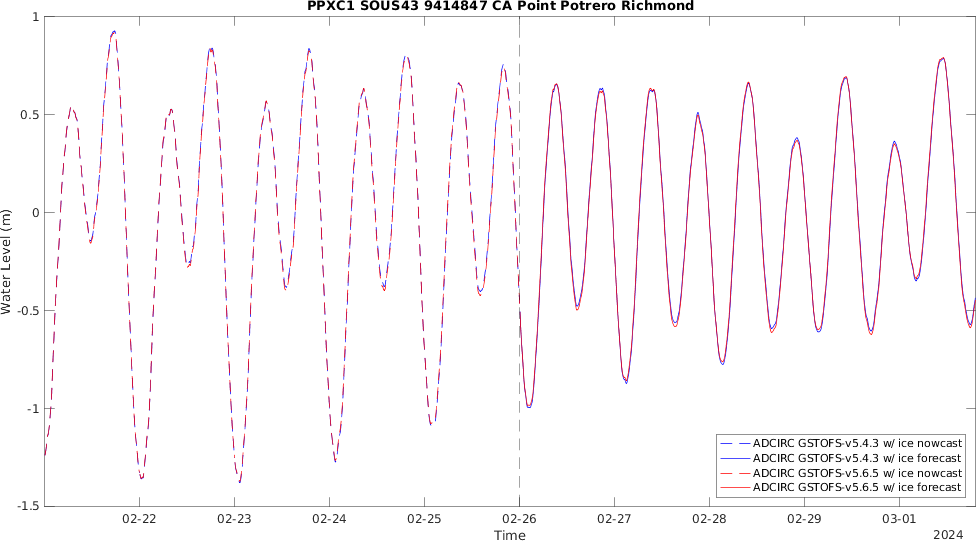 PPXC1 SOUS43 9414847 CA Point Potrero Richmond
1
0.5
0
-0.5
-1
-1.5
Water Level (m)
02-22
02-23
02-24
02-25
02-26
02-27
02-28
02-29
03-01
Time
2024
ADCIRC GSTOFS-v5.4.3 w/ ice nowcast
ADCIRC GSTOFS-v5.4.3 w/ ice forecast
ADCIRC GSTOFS-v5.6.5 w/ ice nowcast
ADCIRC GSTOFS-v5.6.5 w/ ice forecast